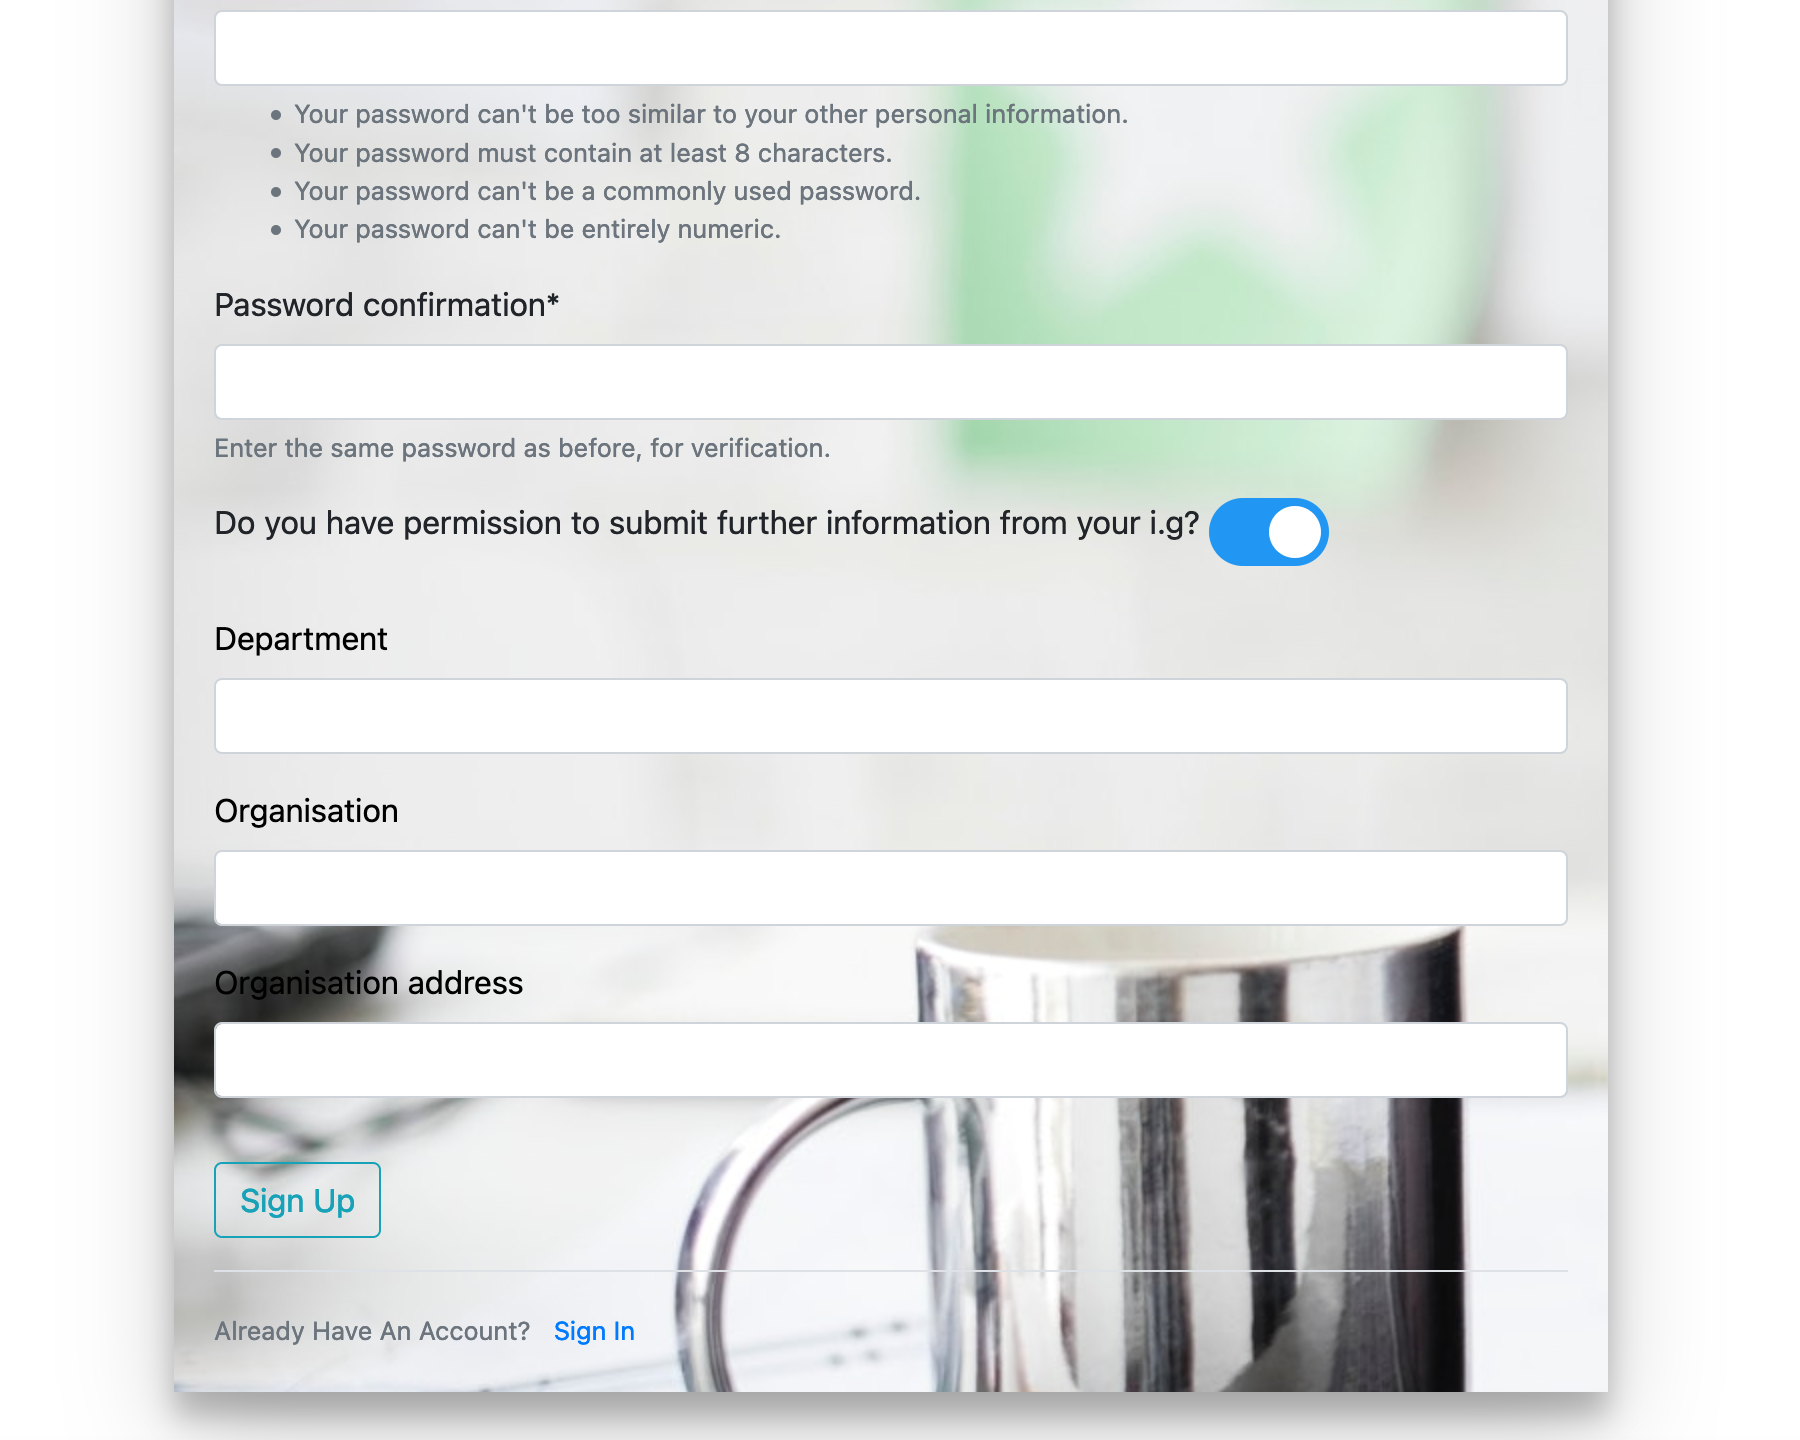 Your password can't be too similar to your other personal information.
Your password must contain at least 8 characters.
Your password can't be a commonly used password.
Your password can't be entirely numeric.
Password confirmation*
Enter the same password as before, for verification.
Do you have permission to submit further information from your i.g?
Department
Organisation
Organisation address
Sign Up
Already Have An Account? Sign In